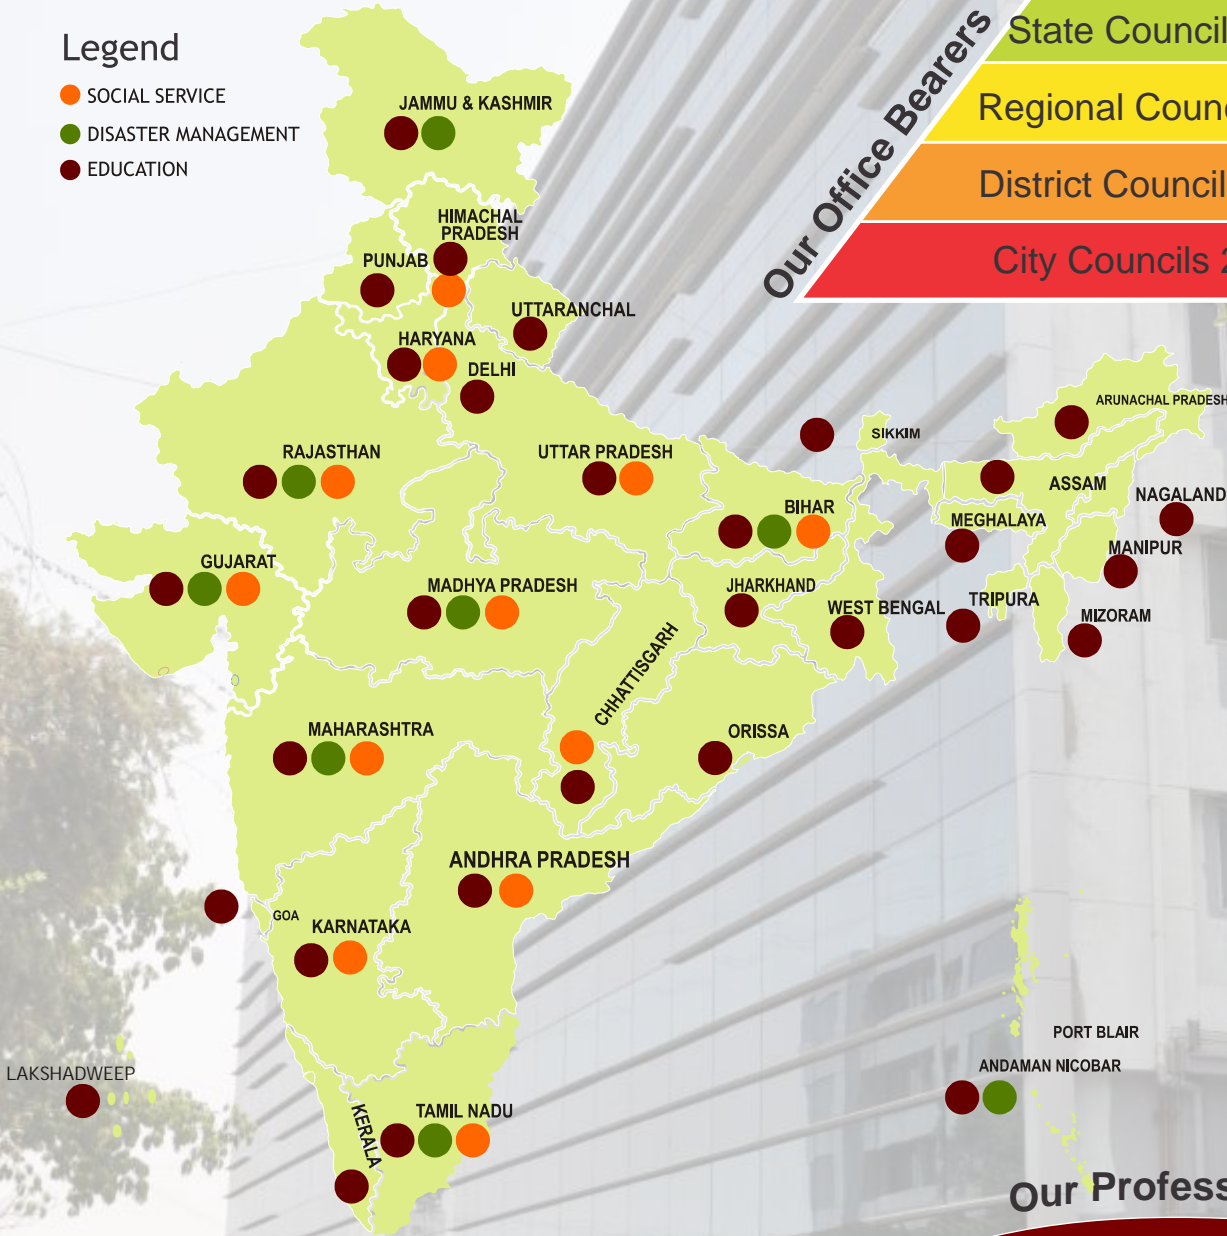 Legend
SOCIAL SERVICE
DISASTER MANAGEMENT
EDUCATION
Our Office Bearers
State Council
Regional Counc
District Council
City Councils 2
JAMMU & KASHMIR
HIMACHAL
PRADESH
PUNJAB
UTTARANCHAL
HARYANA
DELHI
ARUNACHAL PRADESH
SIKKIM
RAJASTHAN
UTTAR PRADESH
ASSAM
NAGALAND
BIHAR
MEGHALAYA
MANIPUR
GUJARAT
MADHYA PRADESH
JHARKHAND
WEST BENGAL
TRIPURA
MIZORAM
CHHATTISGARH
MAHARASHTRA
ORISSA
ANDHRA PRADESH
GOA
KARNATAKA
PORT BLAIR
ANDAMAN NICOBAR
LAKSHADWEEP
KERALA
TAMIL NADU
Our Profess